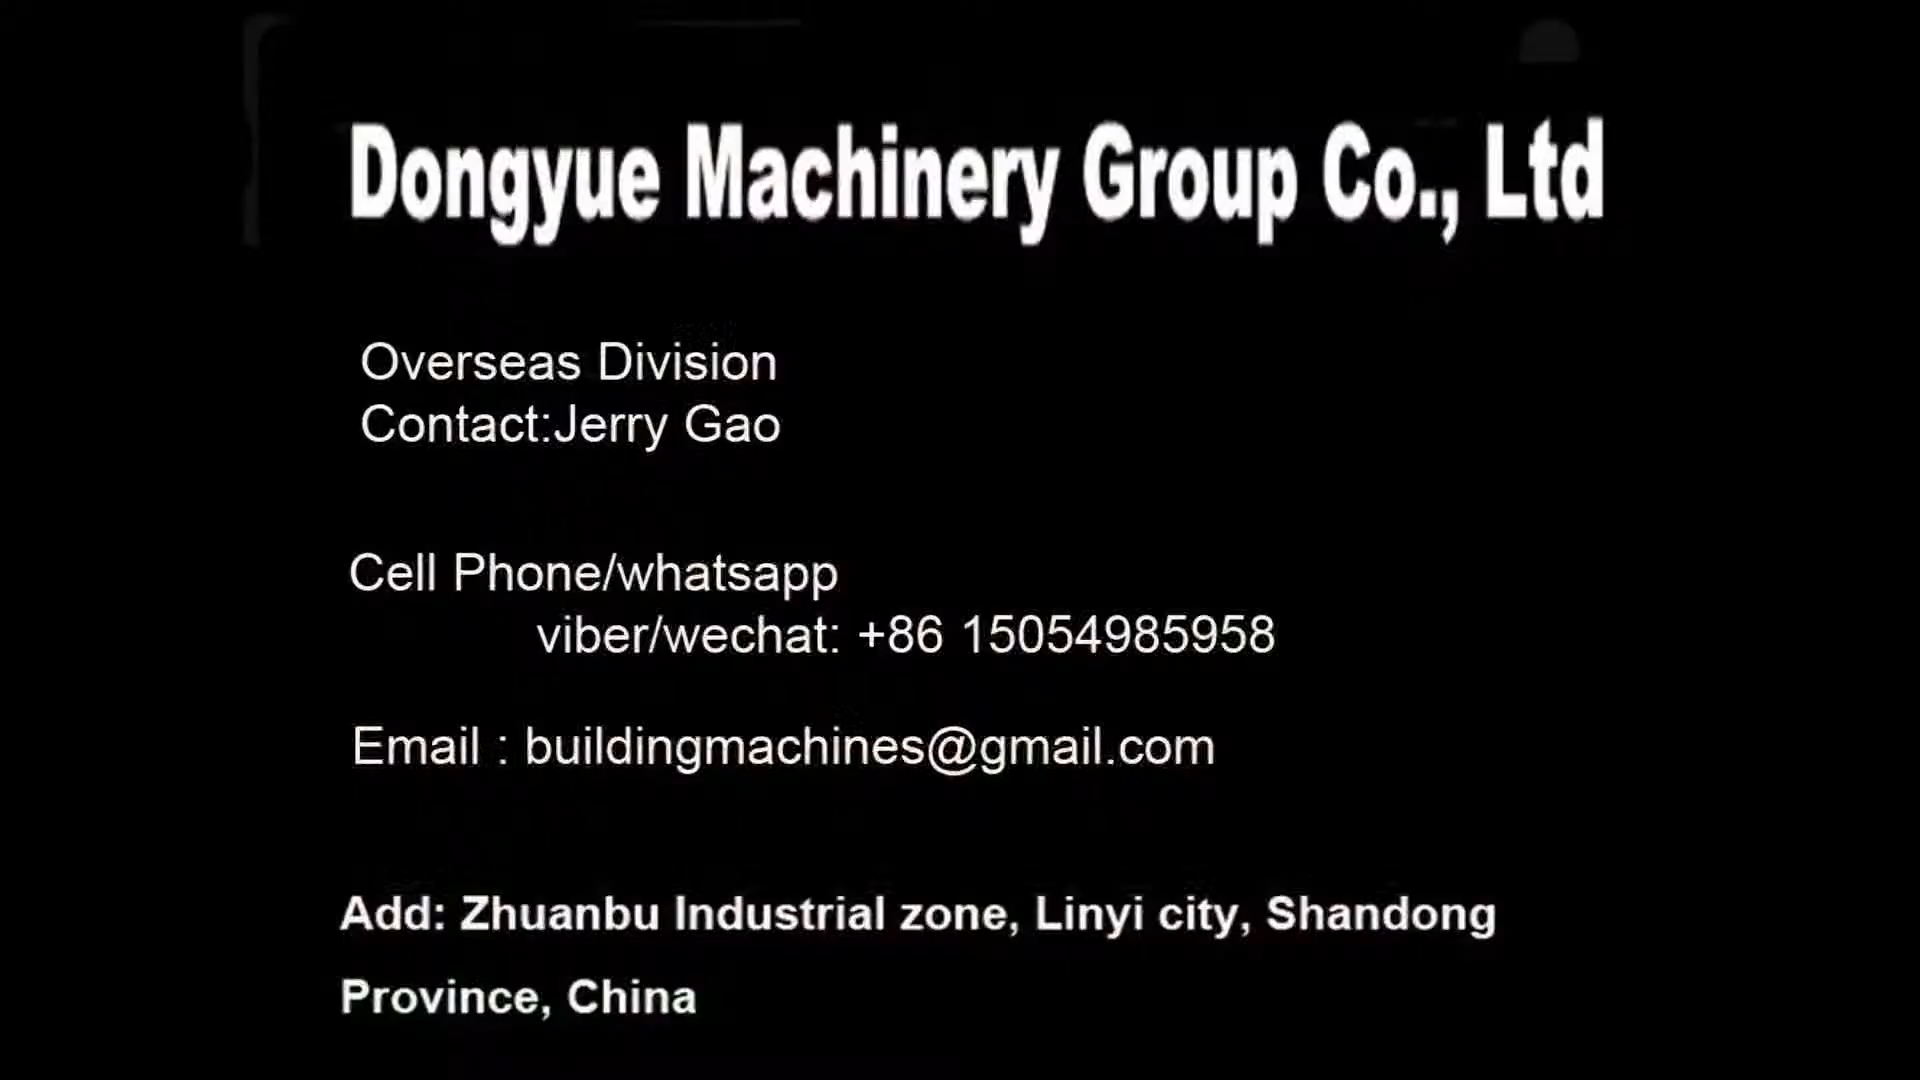 Dongyue Machinery Group Co., Ltd
Overseas Division
Contact:Jerry Gao
Cell Phone/whatsapp
viber/wechat: +86 15054985958
Email : buildingmachines@gmail.com
Add: Zhuanbu Industrial zone, Linyi city, Shandong
Province, China